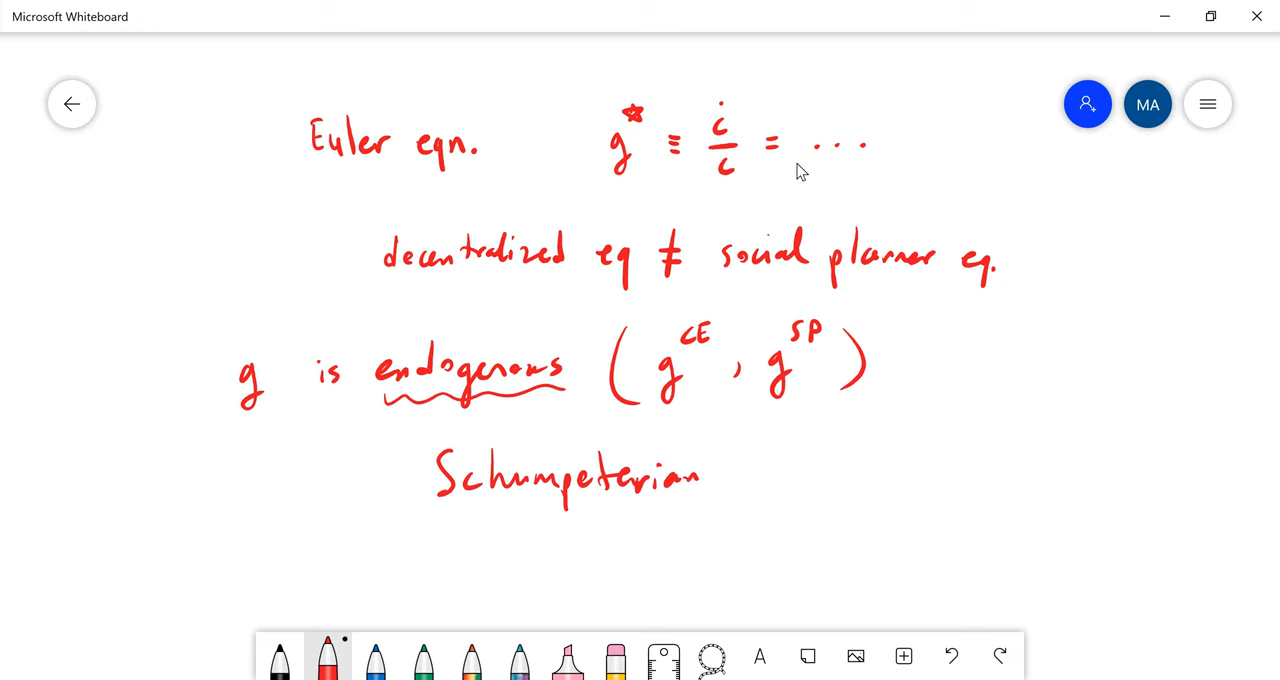 Microsoft Whiteboard
MA
Euler eqn. g* ≡ ċ/c = ...
decentralized eq ≠ social planner eq.
g is endogenous (g^CE, g^SP)
Schumpeterian
A